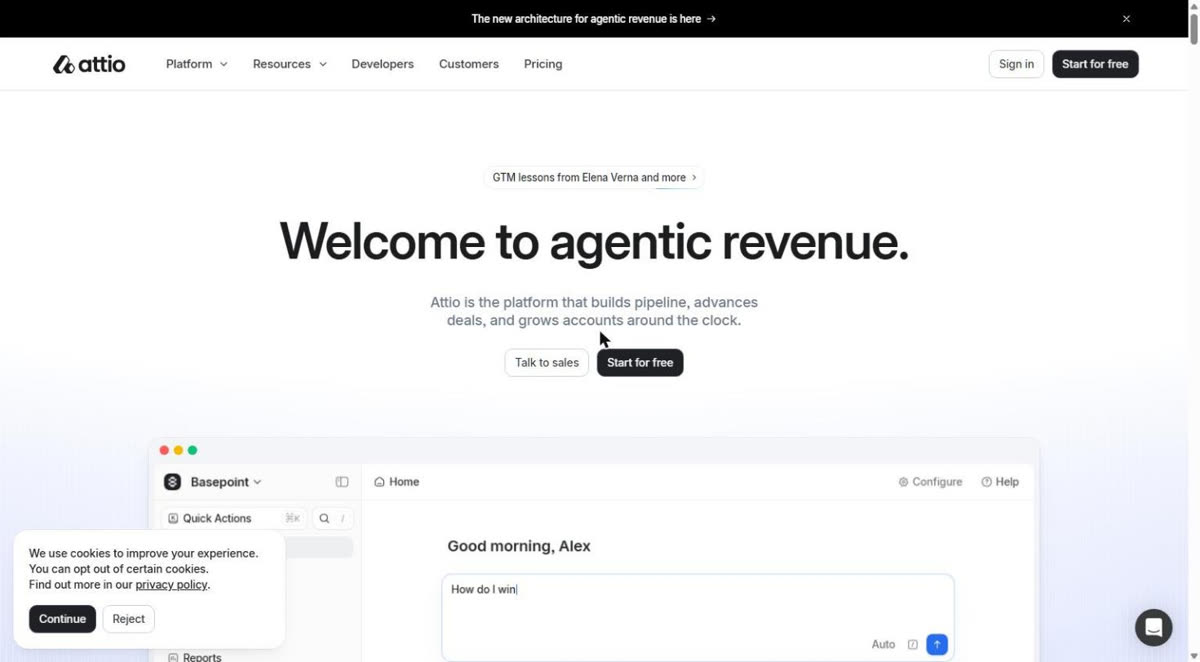 The new architecture for agentic revenue is here →
attio
Platform
Resources
Developers
Customers
Pricing
Sign in
Start for free
GTM lessons from Elena Verna and more
Welcome to agentic revenue.
Attio is the platform that builds pipeline, advances
deals, and grows accounts around the clock.
Talk to sales
Start for free
Basepoint
Home
Configure
Help
Quick Actions
⌘K
/
Good morning, Alex
How do I win
Auto
/
Reports
We use cookies to improve your experience.
You can opt out of certain cookies.
Find out more in our privacy policy.
Continue
Reject